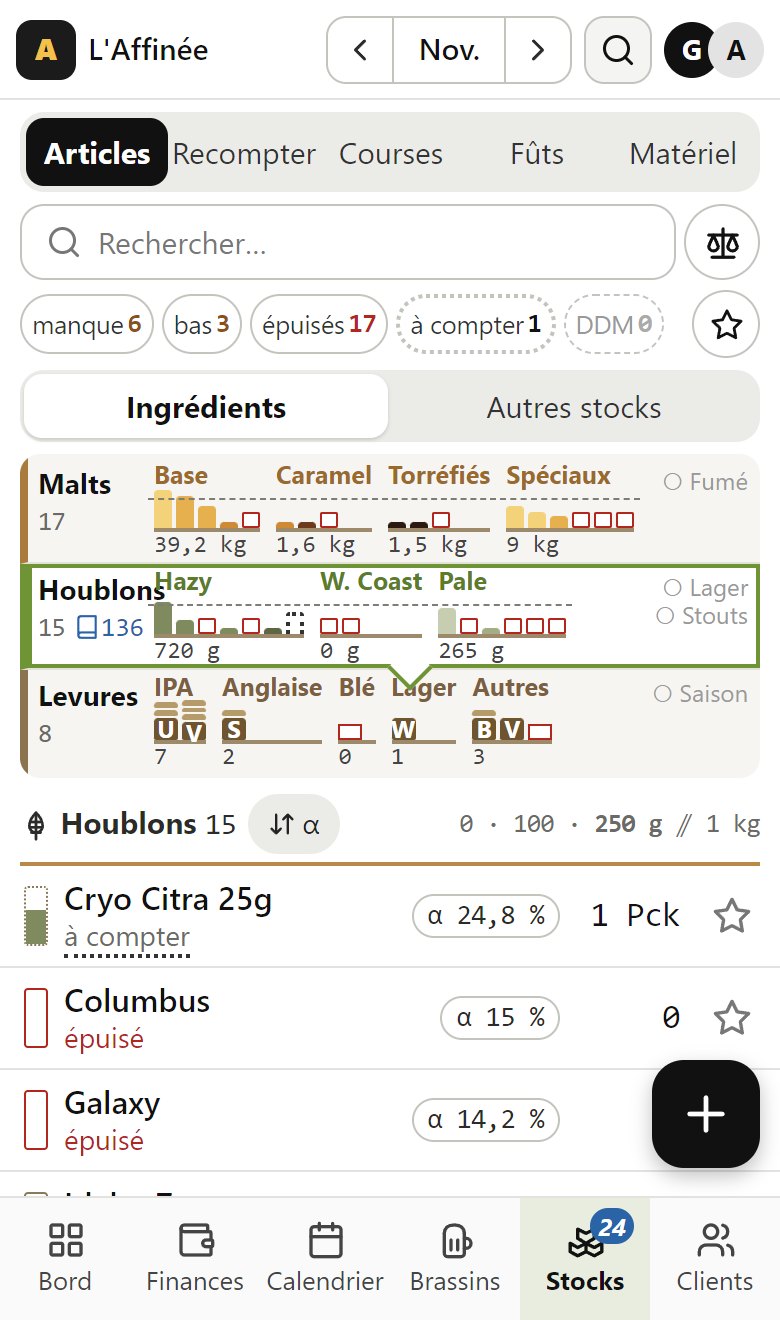 A L'Affinée Nov. G A
Articles Recompter Courses Fûts Matériel
Rechercher...
manque 6 bas 3 épuisés 17 à compter 1 DDM 0
Ingrédients Autres stocks
Malts Base Caramel Torréfiés Spéciaux Fumé
17
39,2 kg 1,6 kg 1,5 kg 9 kg
Houblons Hazy W. Coast Pale Lager
15 136 Stouts
720 g 0 g 265 g
Levures IPA Anglaise Blé Lager Autres Saison
8 U V S W B V
7 2 0 1 3
Houblons 15 α 0 · 100 · 250 g // 1 kg
Cryo Citra 25g α 24,8 % 1 Pck
à compter
Columbus α 15 % 0
épuisé
Galaxy α 14,2 %
épuisé
24
Bord Finances Calendrier Brassins Stocks Clients